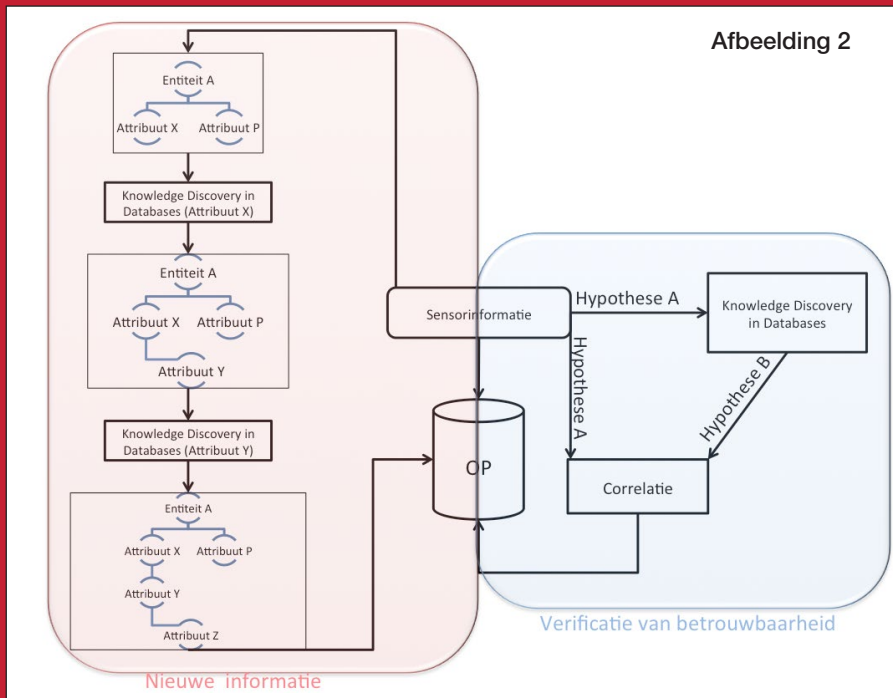 Afbeelding 2
Entiteit A
Attribuut X
Attribuut P
Knowledge Discovery in
Databases (Attribuut X)
Entiteit A
Attribuut X
Attribuut P
Attribuut Y
Knowledge Discovery in
Databases (Attribuut Y)
Entiteit A
Attribuut X
Attribuut P
Attribuut Y
Attribuut Z
Nieuwe informatie
Sensorinformatie
OP
Hypothese A
Hypothese A
Knowledge Discovery
in Databases
Hypothese B
Correlatie
Verificatie van betrouwbaarheid